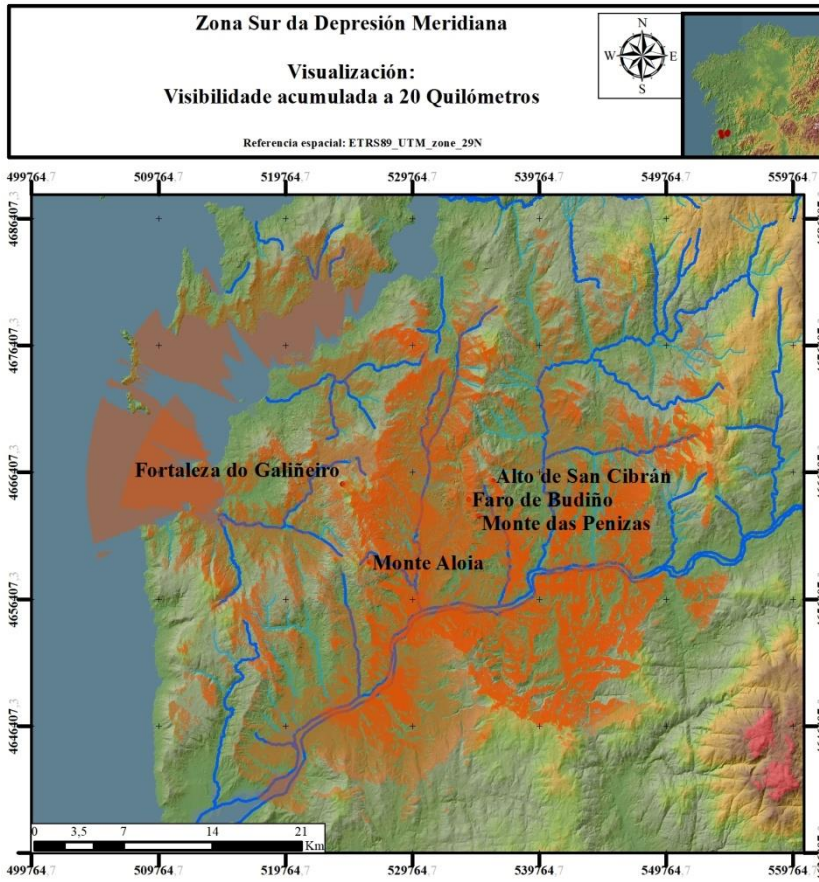 Zona Sur da Depresión Meridiana
Visualización:
Visibilidade acumulada a 20 Quilómetros
Referencia espacial: ETRS89_UTM_zone_29N
N
W E
S
499764.7 509764.7 519764.7 529764.7 539764.7 549764.7 559764.7
4686407.3
4676407.3
4666407.3
4656407.3
4646407.3
Fortaleza do Galiñeiro
Alto de San Cibrán
Faro de Budiño
Monte das Penizas
Monte Aloia
0 3,5 7 14 21
Km
499764.7 509764.7 519764.7 529764.7 539764.7 549764.7 559764.7